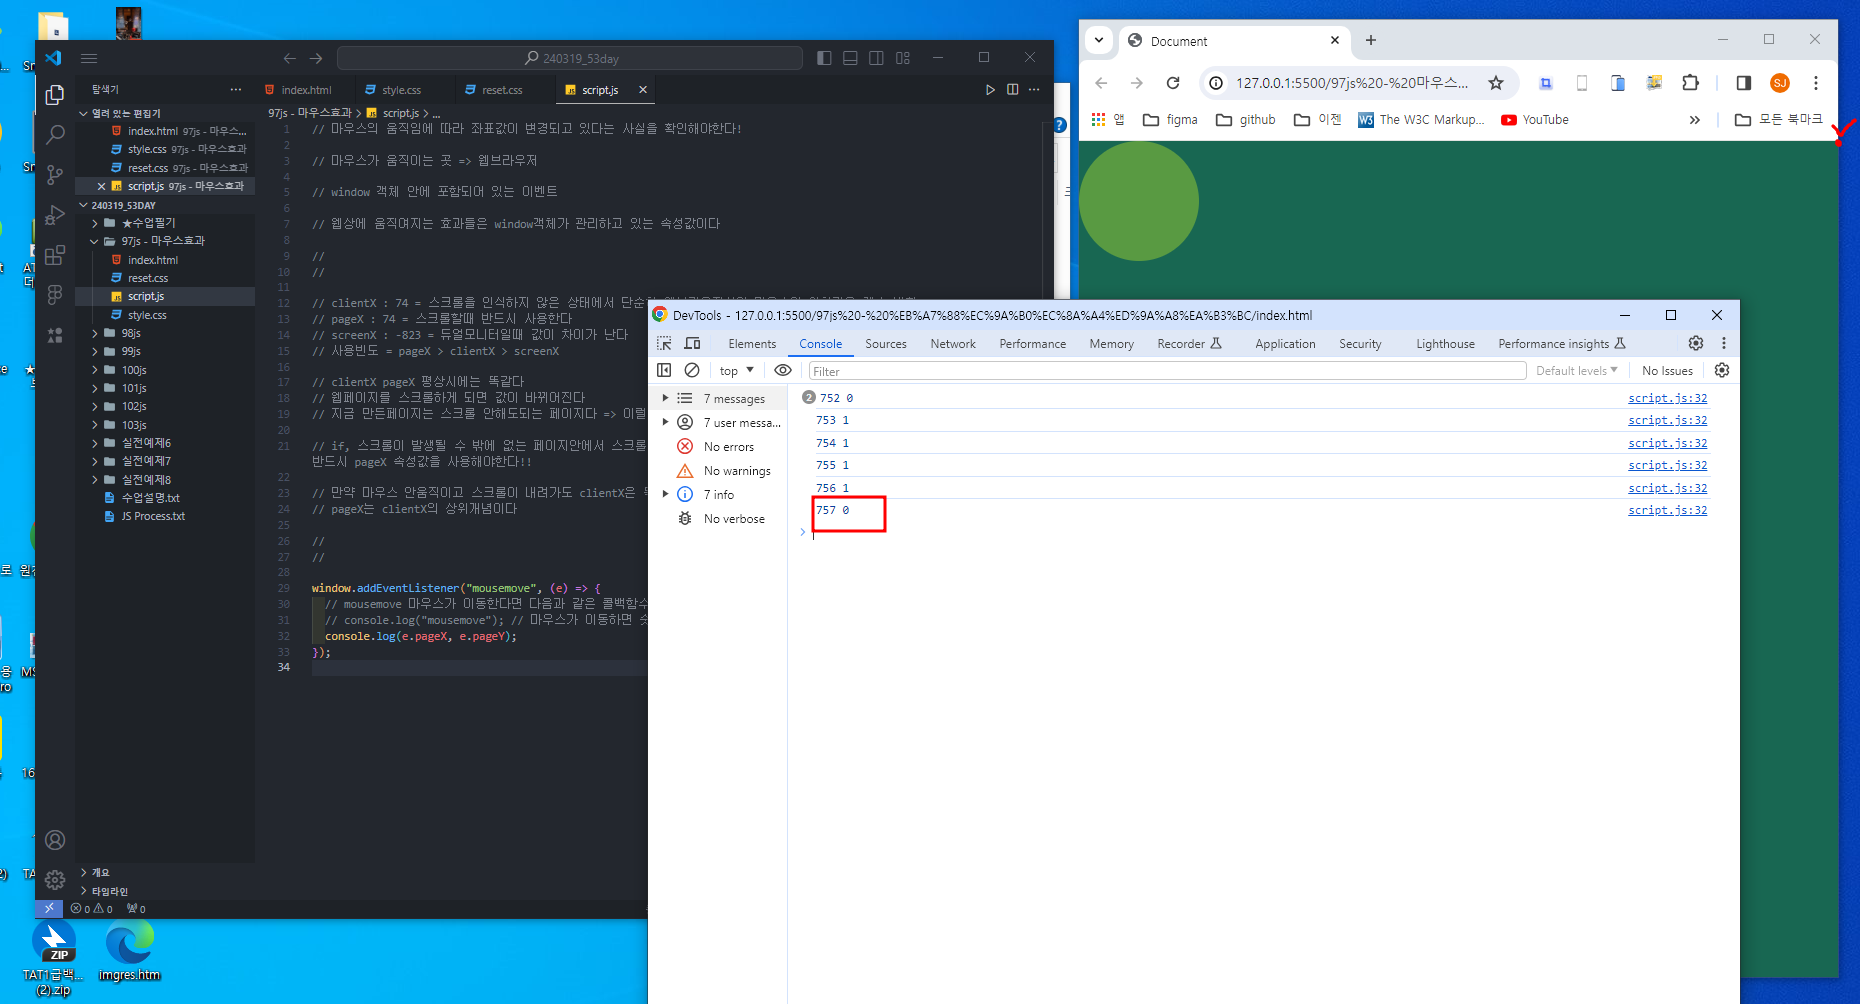 240319_53day
탐색기
열려 있는 편집기
index.html 97js - 마우스...
style.css 97js - 마우스효과
reset.css 97js - 마우스효과
script.js 97js - 마우스효과
240319_53DAY
★수업필기
97js - 마우스효과
index.html
reset.css
script.js
style.css
98js
99js
100js
101js
102js
103js
실전예제6
실전예제7
실전예제8
수업설명.txt
JS Process.txt
개요
타임라인
0 0 0
index.html
style.css
reset.css
script.js
97js - 마우스효과 > script.js > ...
1 // 마우스의 움직임에 따라 좌표값이 변경되고 있다는 사실을 확인해야한다!
2
3 // 마우스가 움직이는 곳 => 웹브라우저
4
5 // window 객체 안에 포함되어 있는 이벤트
6
7 // 웹상에 움직여지는 효과들은 window객체가 관리하고 있는 속성값이다
8
9 //
10 //
11
12 // clientX : 74 = 스크롤을 인식하지 않은 상태에서
13 // pageX : 74 = 스크롤할때 반드시 사용한다
14 // screenX : -823 = 듀얼모니터일때 값이 차이가 난다
15 // 사용빈도 = pageX > clientX > screenX
16
17 // clientX pageX 평상시에는 똑같다
18 // 웹페이지를 스크롤하게 되면 값이 바뀌어진다
19 // 지금 만든페이지는 스크롤 안해도되는 페이지다 => 이럴
20
21 // if, 스크롤이 발생될 수 밖에 없는 페이지안에서 스크롤
반드시 pageX 속성값을 사용해야한다!!
22
23 // 만약 마우스 안움직이고 스크롤이 내려가도 clientX은
24 // pageX는 clientX의 상위개념이다
25
26 //
27 //
28
29 window.addEventListener("mousemove", (e) => {
30 // mousemove 마우스가 이동한다면 다음과 같은 콜백함수
31 // console.log("mousemove"); // 마우스가 이동하면 숫
32 console.log(e.pageX, e.pageY);
33 });
34
Document
127.0.0.1:5500/97js%20-%20마우스...
SJ
앱
figma
github
이젠
W3 The W3C Markup...
YouTube
»
모든 북마크
DevTools - 127.0.0.1:5500/97js%20-%20%EB%A7%88%EC%9A%B0%EC%8A%A4%ED%9A%A8%EA%B3%BC/index.html
Elements Console Sources Network Performance Memory Recorder Application Security Lighthouse Performance insights
top Filter Default levels No Issues
7 messages
7 user messa...
No errors
No warnings
7 info
No verbose
2 752 0 script.js:32
753 1 script.js:32
754 1 script.js:32
755 1 script.js:32
756 1 script.js:32
757 0 script.js:32
>
ZIP
TAT1급백...
(2).zip
imgres.htm